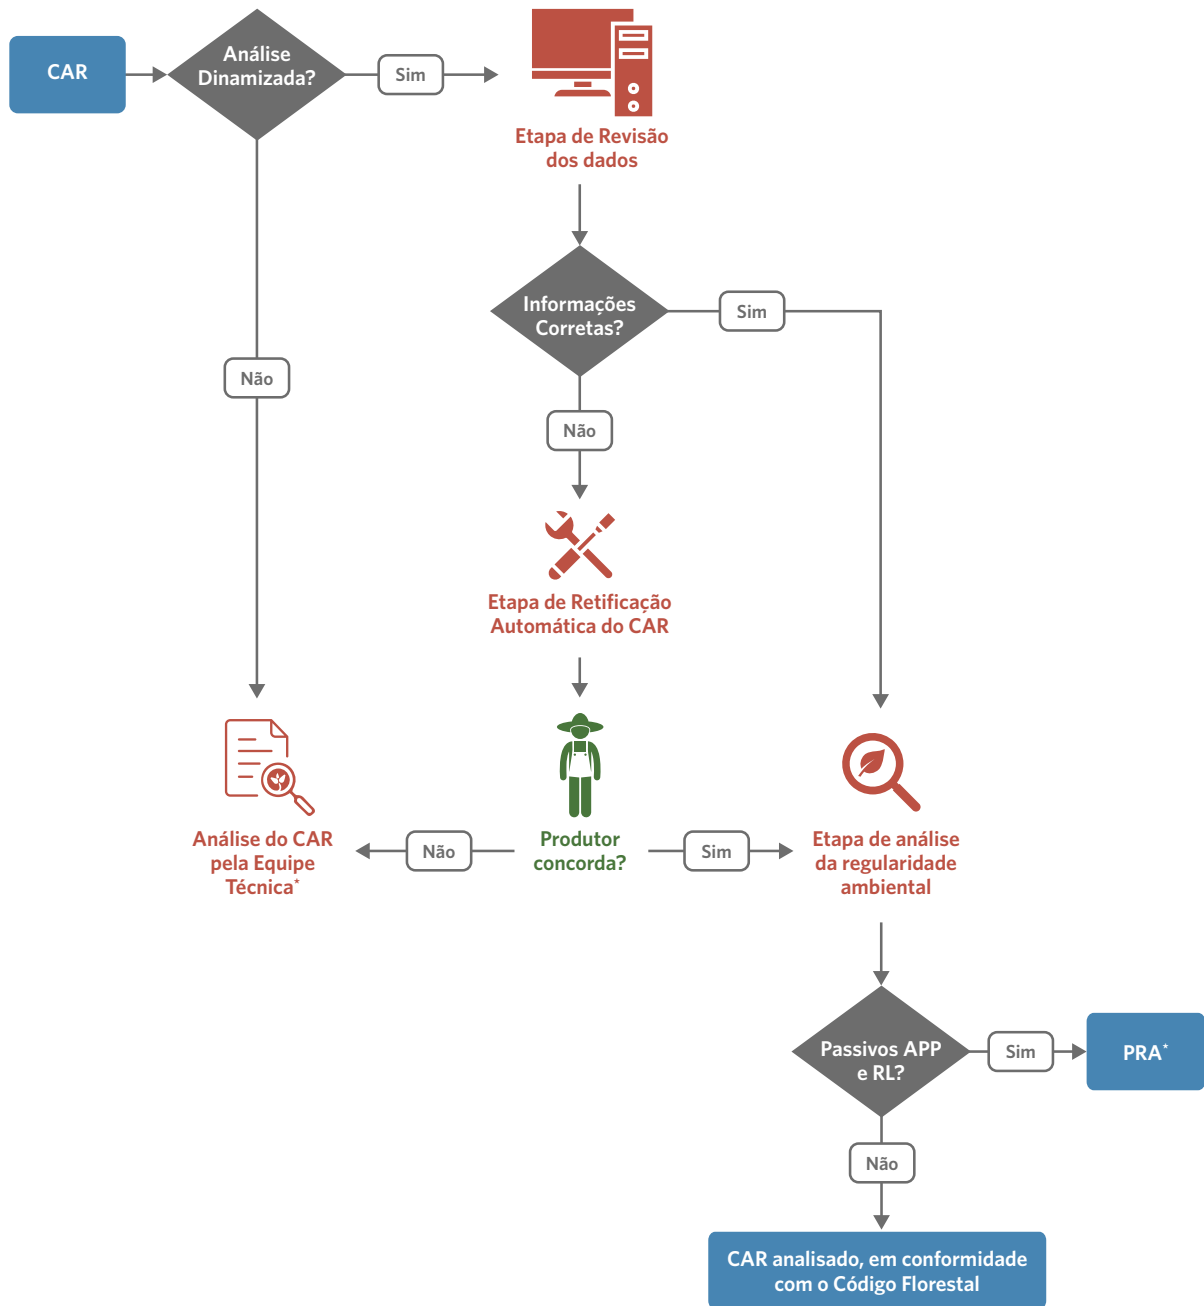 CAR
Análise
Dinamizada?
Sim
Etapa de Revisão
dos dados
Informações
Corretas?
Sim
Não
Não
Etapa de Retificação
Automática do CAR
Análise do CAR
pela Equipe
Técnica*
Não
Produtor
concorda?
Sim
Etapa de análise
da regularidade
ambiental
Passivos APP
e RL?
Sim
PRA*
Não
CAR analisado, em conformidade
com o Código Florestal